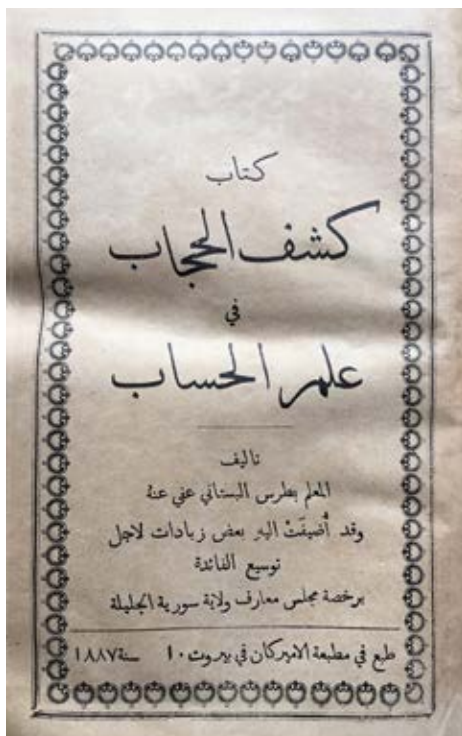 كتاب
كشف الحجاب
في
علم الحساب
تاليف
المعلم بطرس البستاني عفي عنهُ
وقد أُضيفَتْ اليهِ بعض زيادات لاجل
توسيع الفائدة
برخصة مجلس معارف ولاية سورية الجليلة
طبع في مطبعة الاميركان في بيروت ١٠ سنة ١٨٨٧